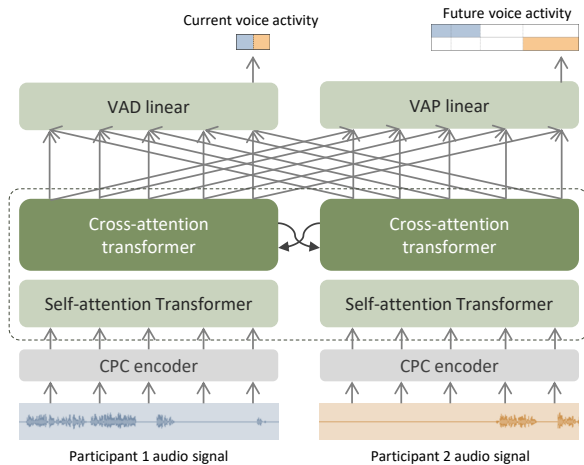 Current voice activity
Future voice activity
VAD linear
VAP linear
Cross-attention
transformer
Cross-attention
transformer
Self-attention Transformer
Self-attention Transformer
CPC encoder
CPC encoder
Participant 1 audio signal
Participant 2 audio signal